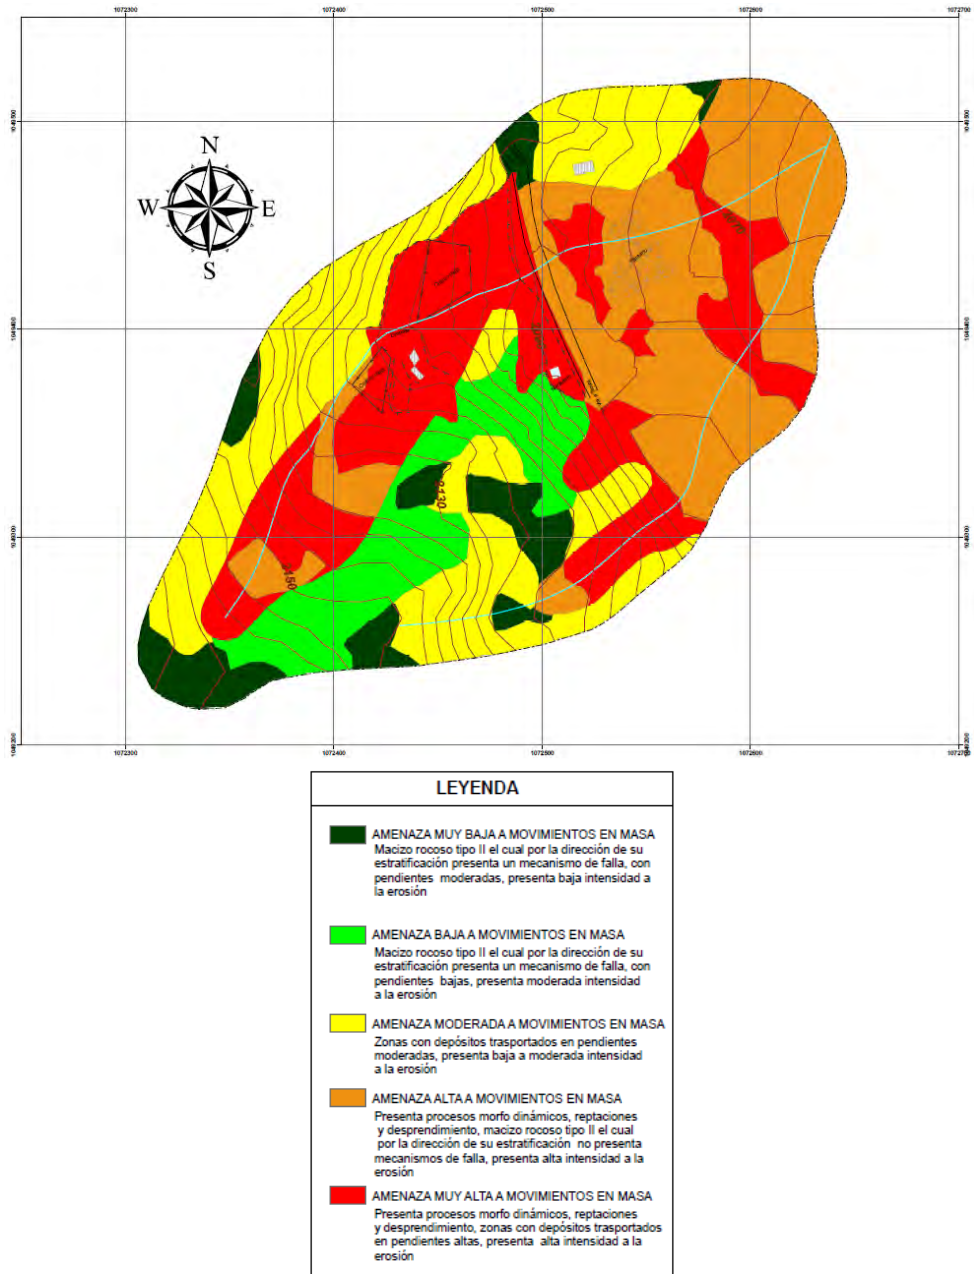 1072300 1072400 1072500 1072600 1072700
N
W E
S
2130
2150
1072300 1072400 1072500 1072600
LEYENDA
AMENAZA MUY BAJA A MOVIMIENTOS EN MASA
Macizo rocoso tipo II el cual por la dirección de su
estratificación presenta un mecanismo de falla, con
pendientes moderadas, presenta baja intensidad a
la erosión
AMENAZA BAJA A MOVIMIENTOS EN MASA
Macizo rocoso tipo II el cual por la dirección de su
estratificación presenta un mecanismo de falla, con
pendientes bajas, presenta moderada intensidad
a la erosión
AMENAZA MODERADA A MOVIMIENTOS EN MASA
Zonas con depósitos trasportados en pendientes
moderadas, presenta baja a moderada intensidad
a la erosión
AMENAZA ALTA A MOVIMIENTOS EN MASA
Presenta procesos morfo dinámicos, reptaciones
y desprendimiento, macizo rocoso tipo II el cual
por la dirección de su estratificación no presenta
mecanismos de falla, presenta alta intensidad a la
erosión
AMENAZA MUY ALTA A MOVIMIENTOS EN MASA
Presenta procesos morfo dinámicos, reptaciones
y desprendimiento, zonas con depósitos trasportados
en pendientes altas, presenta alta intensidad a la
erosión